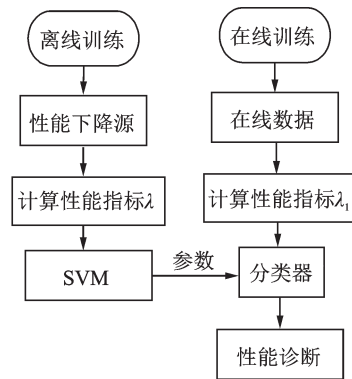 离线训练
在线训练
性能下降源
在线数据
计算性能指标λ
计算性能指标λ₁
SVM
参数
分类器
性能诊断